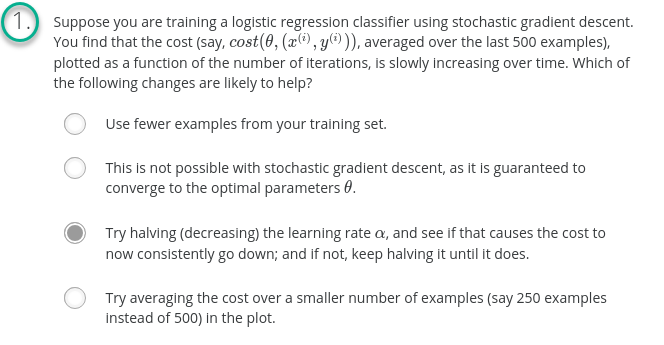 1. Suppose you are training a logistic regression classifier using stochastic gradient descent.
You find that the cost (say, cost(θ, (x⁽ⁱ⁾, y⁽ⁱ⁾)), averaged over the last 500 examples),
plotted as a function of the number of iterations, is slowly increasing over time. Which of
the following changes are likely to help?
Use fewer examples from your training set.
This is not possible with stochastic gradient descent, as it is guaranteed to
converge to the optimal parameters θ.
Try halving (decreasing) the learning rate α, and see if that causes the cost to
now consistently go down; and if not, keep halving it until it does.
Try averaging the cost over a smaller number of examples (say 250 examples
instead of 500) in the plot.